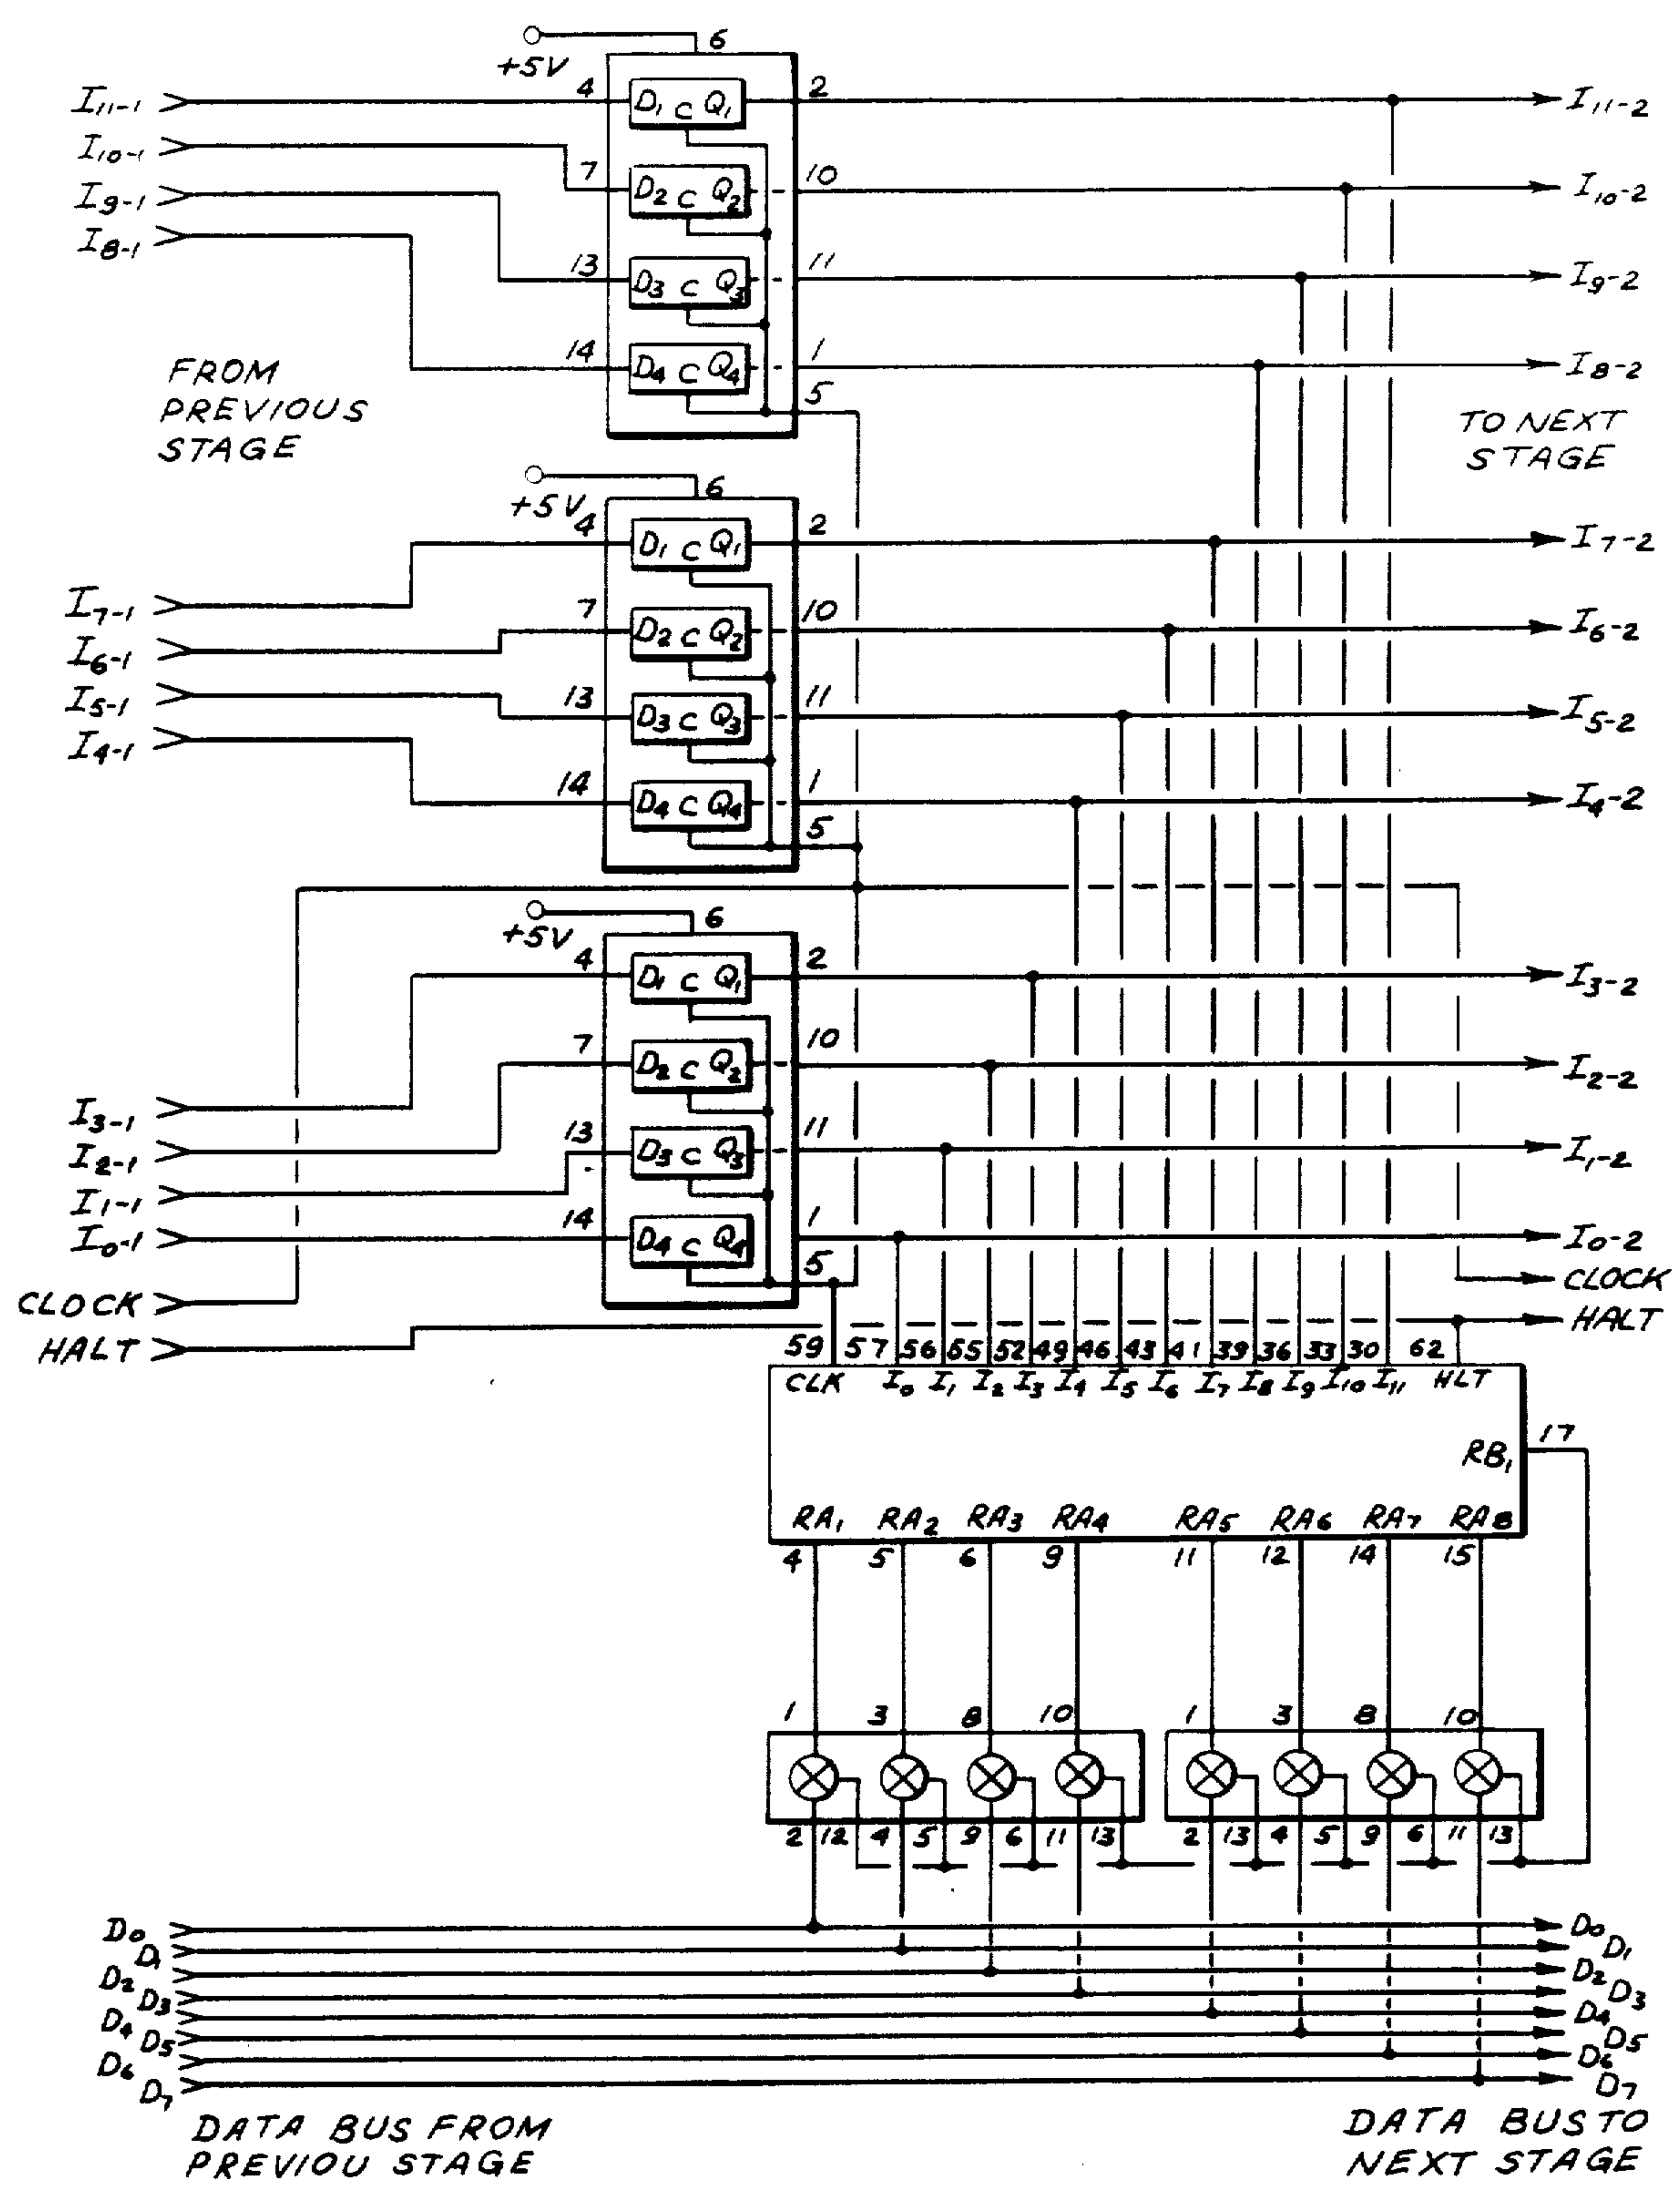 6
+5V
I11-1 4 D1 C Q1 2 I11-2
I10-1 7 D2 C Q2 10 I10-2
I9-1 13 D3 C Q3 11 I9-2
I8-1 14 D4 C Q4 1 I8-2
5
FROM
PREVIOUS
STAGE
TO NEXT
STAGE
6
+5V
I7-1 4 D1 C Q1 2 I7-2
I6-1 7 D2 C Q2 10 I6-2
I5-1 13 D3 C Q3 11 I5-2
I4-1 14 D4 C Q4 1 I4-2
5
6
+5V
I3-1 4 D1 C Q1 2 I3-2
I2-1 7 D2 C Q2 10 I2-2
I1-1 13 D3 C Q3 11 I1-2
I0-1 14 D4 C Q4 1 I0-2
5
CLOCK CLOCK
HALT HALT
59 57 56 55 52 49 46 43 41 39 36 33 30 62
CLK I0 I1 I2 I3 I4 I5 I6 I7 I8 I9 I10 I11 HLT
RB1 17
RA1 RA2 RA3 RA4 RA5 RA6 RA7 RA8
4 5 6 9 11 12 14 15
1 3 8 10 1 3 8 10
2 12 4 5 9 6 11 13 2 13 4 5 9 6 11 13
D0 D0
D1 D1
D2 D2
D3 D3
D4 D4
D5 D5
D6 D6
D7 D7
DATA BUS FROM
PREVIOU STAGE
DATA BUS TO
NEXT STAGE